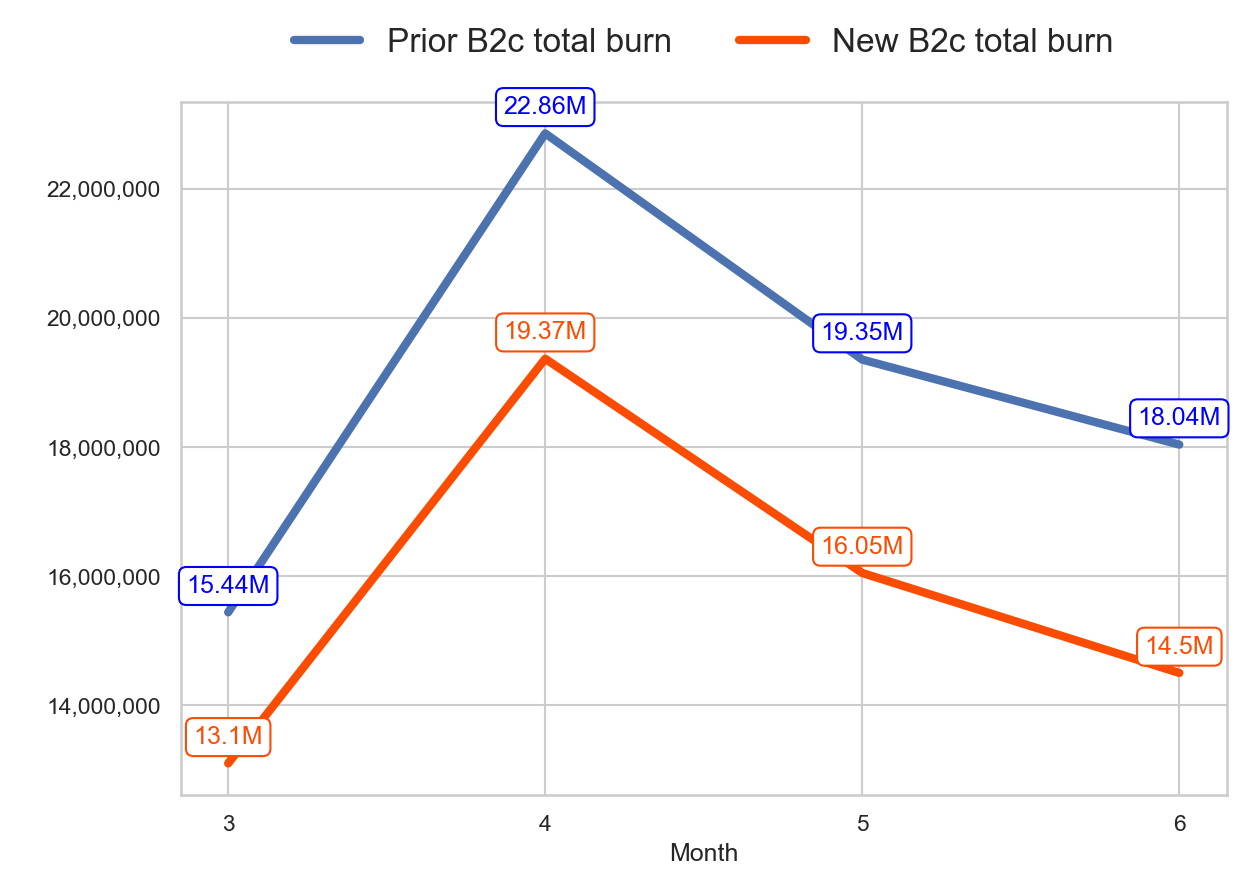 Prior B2c total burn
New B2c total burn
22.86M
22,000,000
20,000,000
19.37M
19.35M
18.04M
18,000,000
16.05M
16,000,000
15.44M
14.5M
14,000,000
13.1M
3
4
5
6
Month